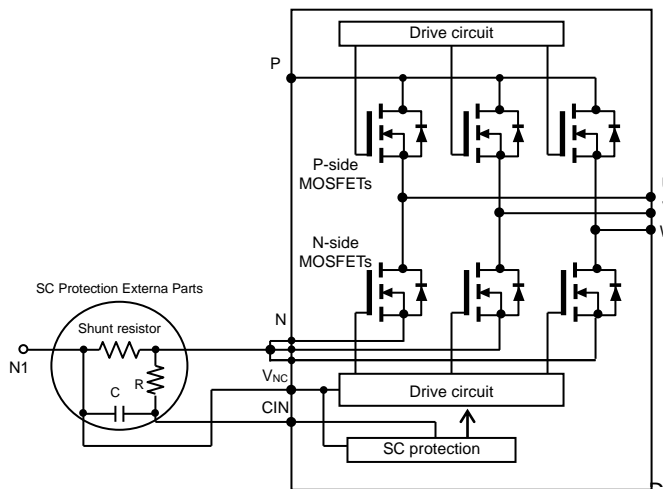 Drive circuit
P
P-side
MOSFETs
N-side
MOSFETs
SC Protection Externa Parts
Shunt resistor
N
N1
R
C
VNC
CIN
Drive circuit
SC protection